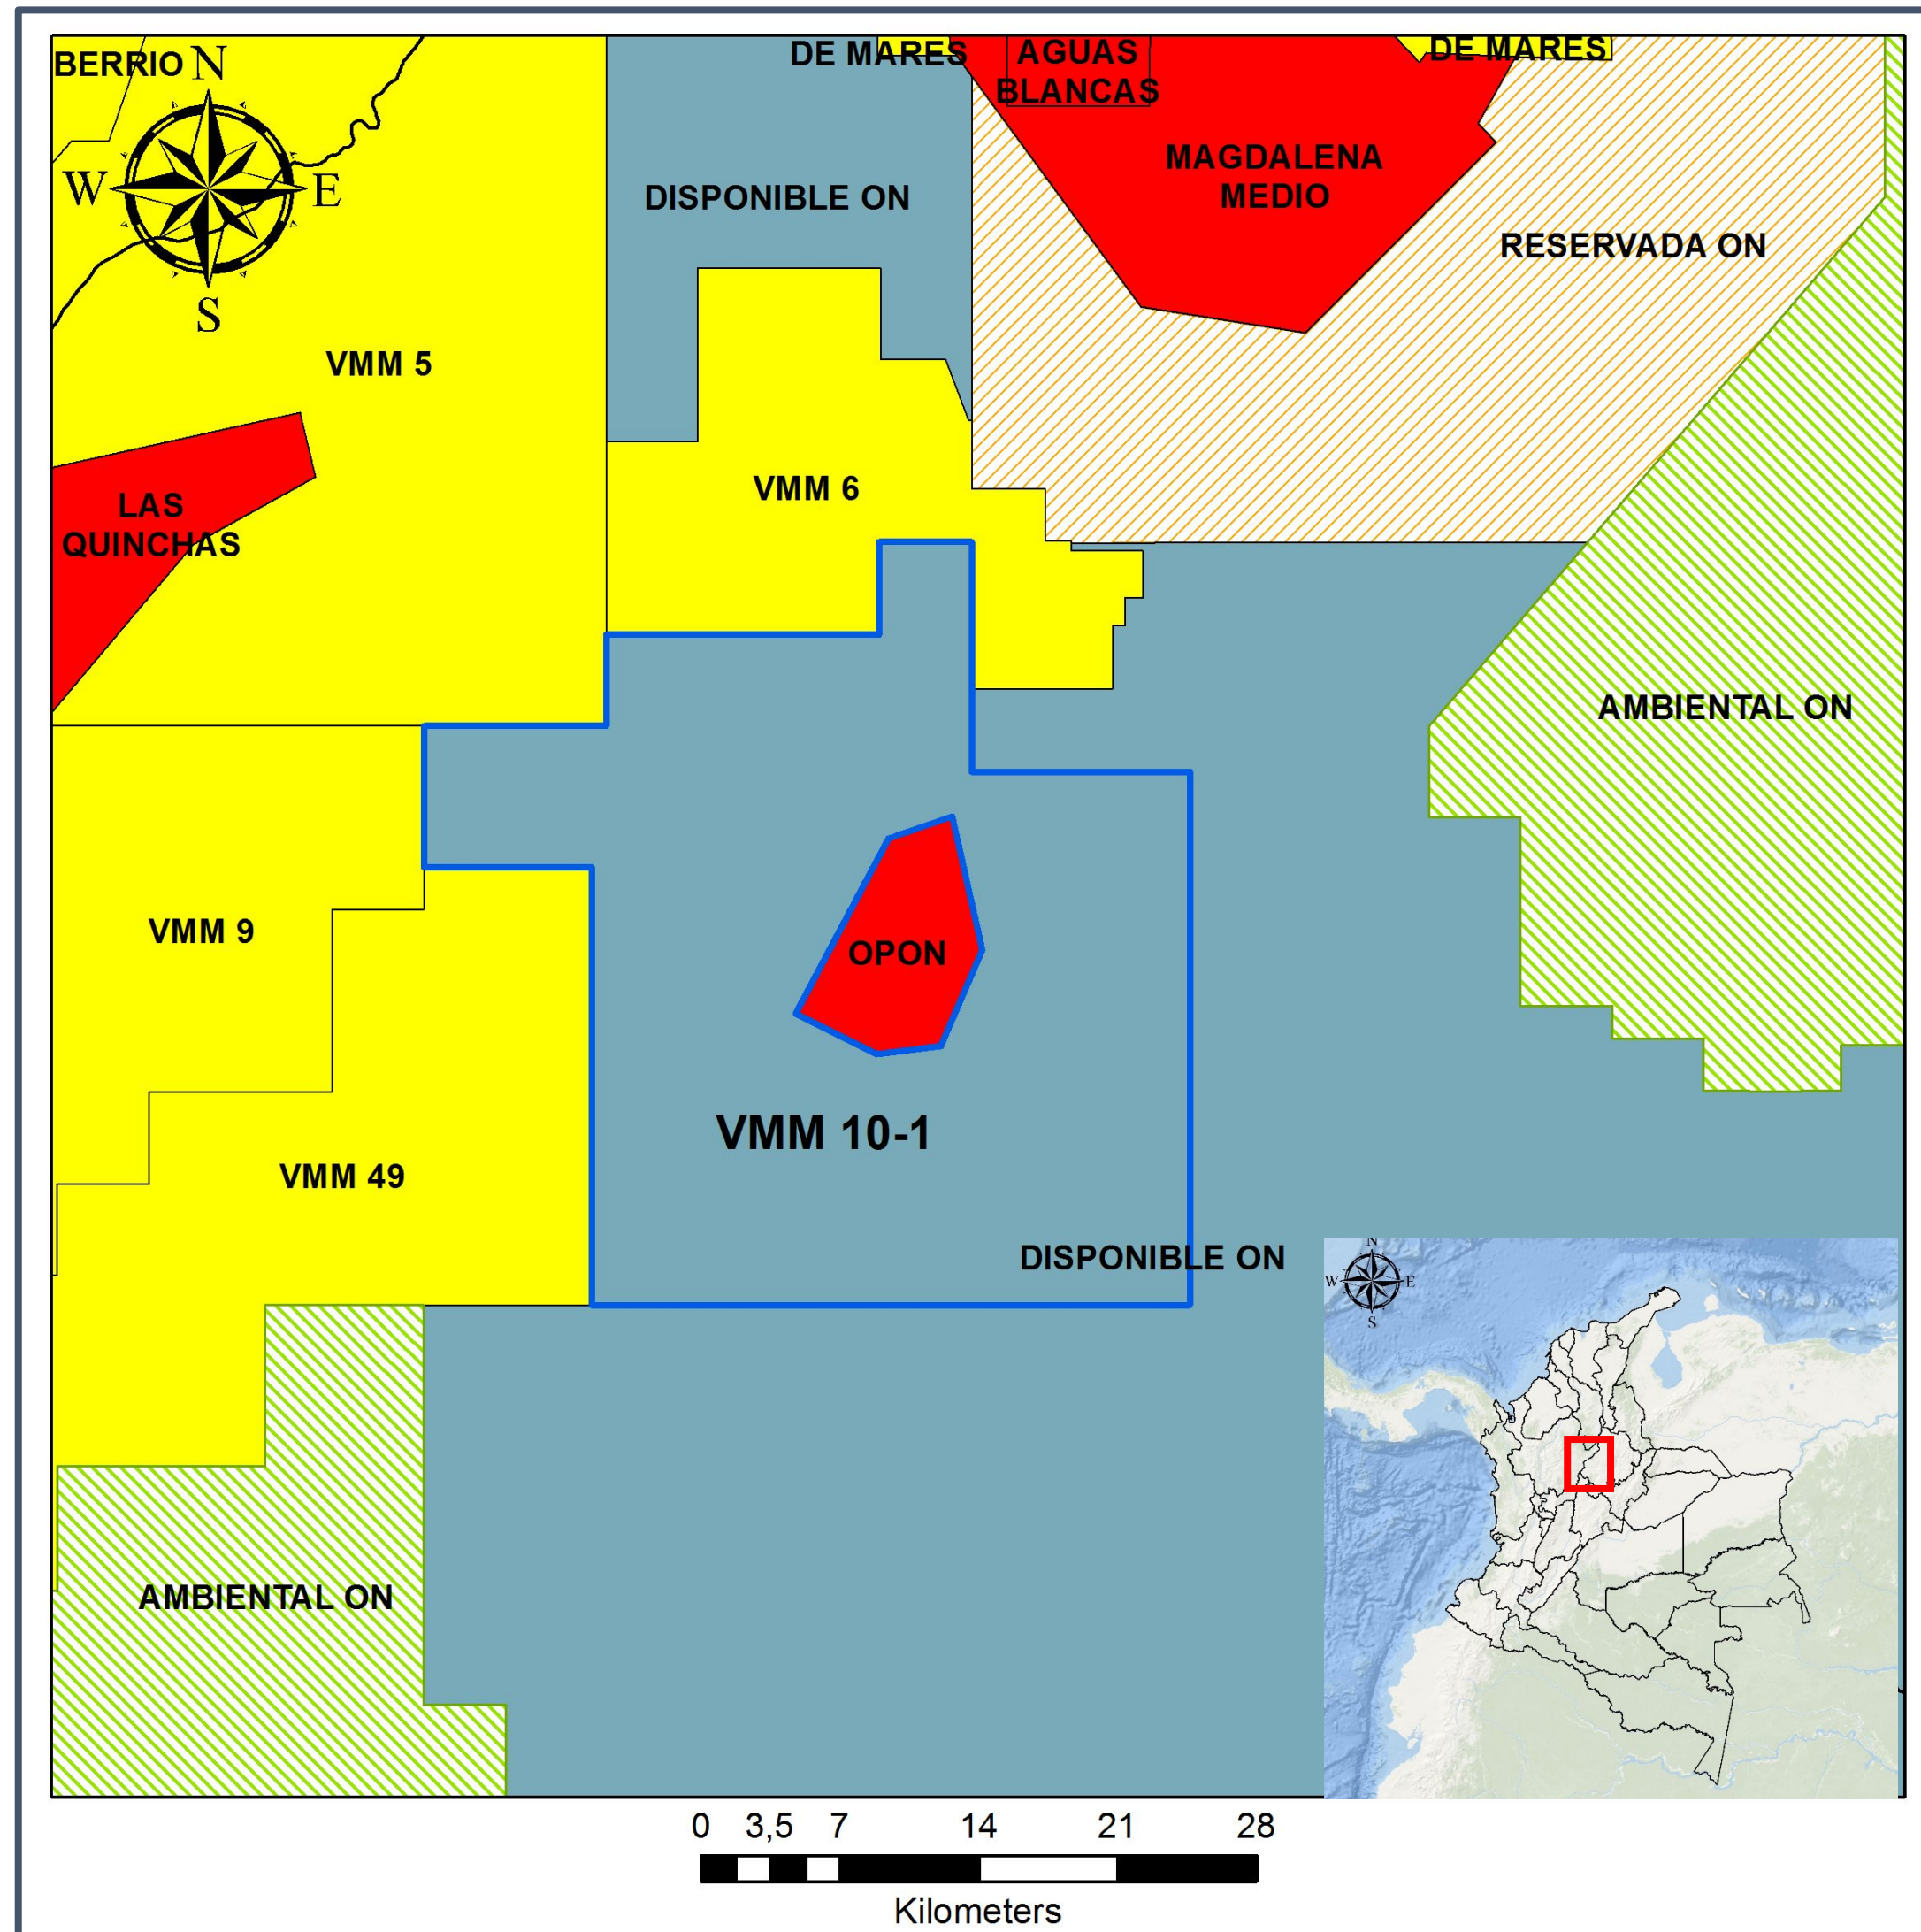 BERRIO
N
W
E
S
DE MARES
AGUAS
BLANCAS
DE MARES
MAGDALENA
MEDIO
DISPONIBLE ON
RESERVADA ON
VMM 5
VMM 6
LAS
QUINCHAS
AMBIENTAL ON
VMM 9
OPON
VMM 10-1
VMM 49
DISPONIBLE ON
N
W
E
S
AMBIENTAL ON
0 3,5 7 14 21 28
Kilometers